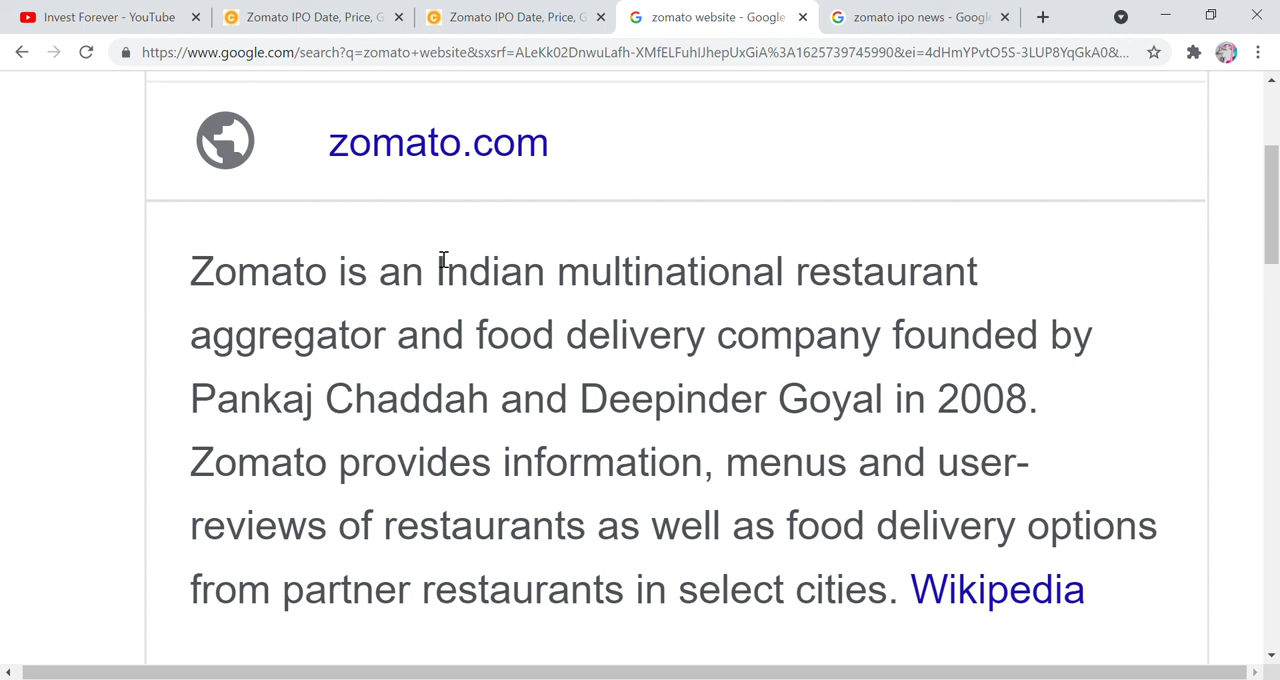 Invest Forever - YouTube
Zomato IPO Date, Price, G
Zomato IPO Date, Price, G
zomato website - Google
zomato ipo news - Google
https://www.google.com/search?q=zomato+website&sxsrf=ALeKk02DnwuLafh-XMfELFuhIJhepUxGiA%3A1625739745990&ei=4dHmYPvtO5S-3LUP8YqGkA0&...
zomato.com
Zomato is an Indian multinational restaurant
aggregator and food delivery company founded by
Pankaj Chaddah and Deepinder Goyal in 2008.
Zomato provides information, menus and user-
reviews of restaurants as well as food delivery options
from partner restaurants in select cities. Wikipedia